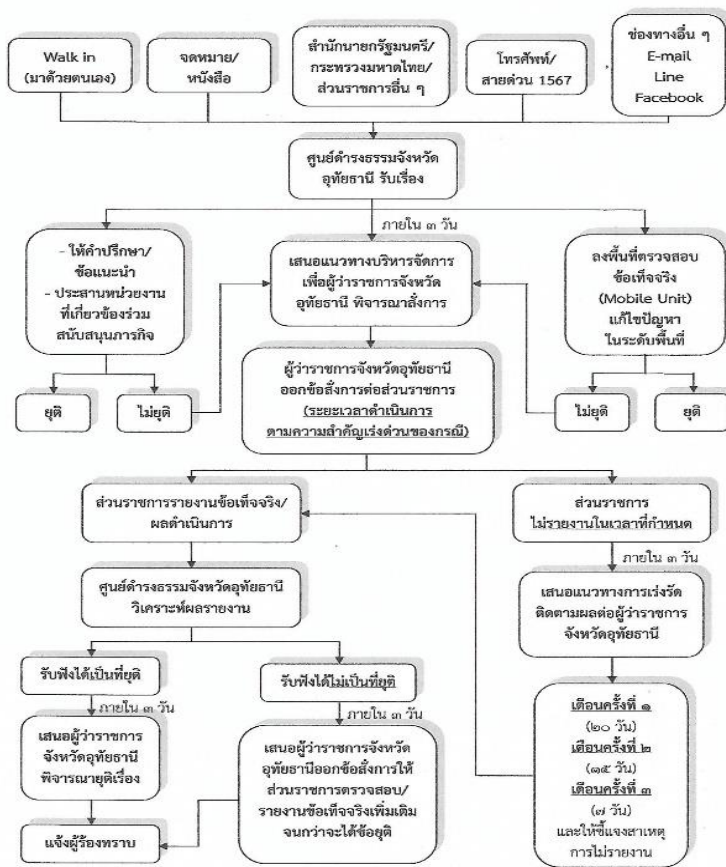 Walk in
(มาด้วยตนเอง)
จดหมาย/
หนังสือ
สำนักนายกรัฐมนตรี/
กระทรวงมหาดไทย/
ส่วนราชการอื่น ๆ
โทรศัพท์/
สายด่วน 1567
ช่องทางอื่น ๆ
E-mail
Line
Facebook
ศูนย์ดำรงธรรมจังหวัด
อุทัยธานี รับเรื่อง
ภายใน ๓ วัน
- ให้คำปรึกษา/
ข้อแนะนำ
- ประสานหน่วยงาน
ที่เกี่ยวข้องร่วม
สนับสนุนภารกิจ
เสนอแนวทางบริหารจัดการ
เพื่อผู้ว่าราชการจังหวัด
อุทัยธานี พิจารณาสั่งการ
ลงพื้นที่ตรวจสอบ
ข้อเท็จจริง
(Mobile Unit)
แก้ไขปัญหา
ในระดับพื้นที่
ยุติ
ไม่ยุติ
ผู้ว่าราชการจังหวัดอุทัยธานี
ออกข้อสั่งการต่อส่วนราชการ
(ระยะเวลาดำเนินการ
ตามความสำคัญเร่งด่วนของกรณี)
ไม่ยุติ
ยุติ
ส่วนราชการรายงานข้อเท็จจริง/
ผลดำเนินการ
ส่วนราชการ
ไม่รายงานในเวลาที่กำหนด
ภายใน ๓ วัน
ศูนย์ดำรงธรรมจังหวัดอุทัยธานี
วิเคราะห์ผลรายงาน
เสนอแนวทางการเร่งรัด
ติดตามผลต่อผู้ว่าราชการ
จังหวัดอุทัยธานี
รับฟังได้เป็นที่ยุติ
รับฟังได้ไม่เป็นที่ยุติ
ภายใน ๓ วัน
ภายใน ๓ วัน
เสนอผู้ว่าราชการ
จังหวัดอุทัยธานี
พิจารณายุติเรื่อง
เสนอผู้ว่าราชการจังหวัด
อุทัยธานีออกข้อสั่งการให้
ส่วนราชการตรวจสอบ/
รายงานข้อเท็จจริงเพิ่มเติม
จนกว่าจะได้ข้อยุติ
เตือนครั้งที่ ๑
(๒๐ วัน)
เตือนครั้งที่ ๒
(๑๕ วัน)
เตือนครั้งที่ ๓
(๗ วัน)
และให้ชี้แจงสาเหตุ
การไม่รายงาน
แจ้งผู้ร้องทราบ